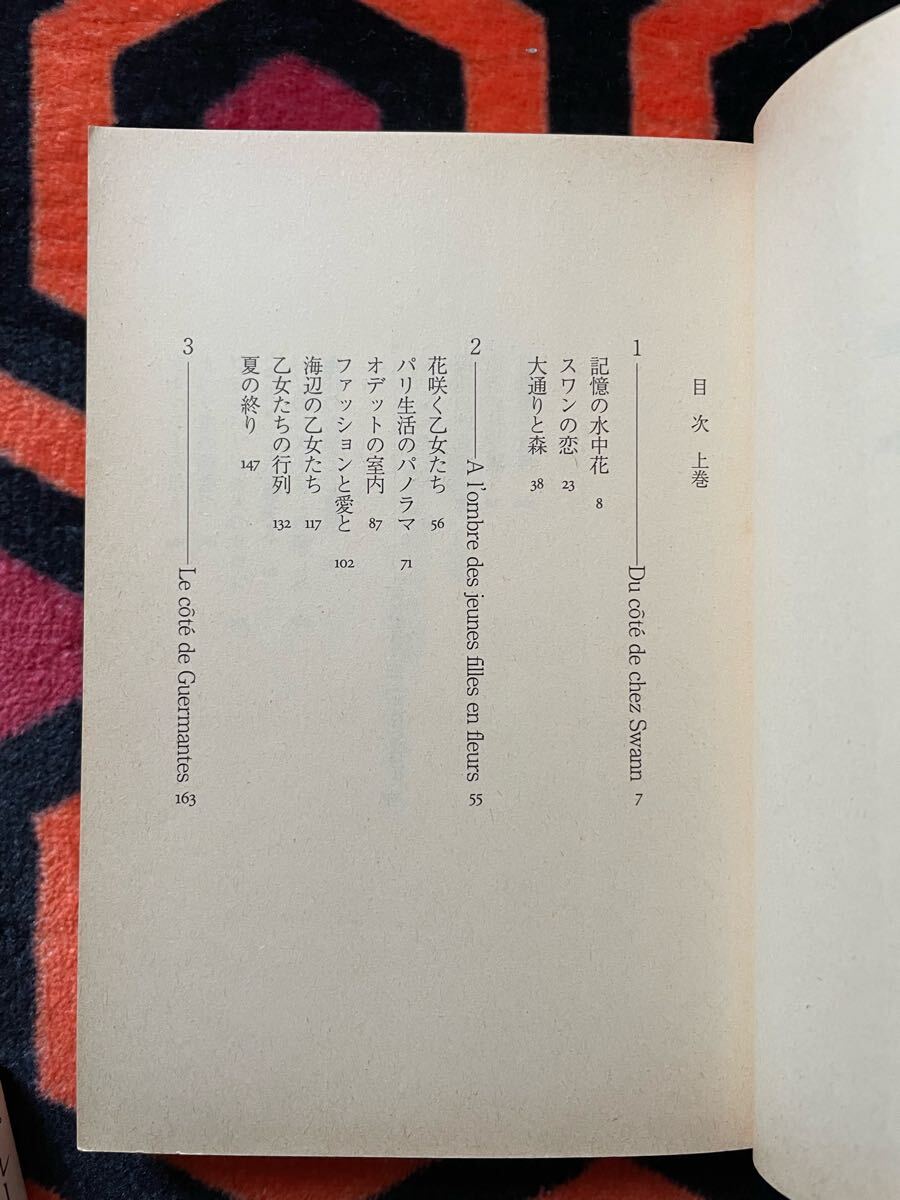 目次 上巻
1 Du côté de chez Swann 7
記憶の水中花 8
スワンの恋 23
大通りと森 38
2 A l'ombre des jeunes filles en fleurs 55
花咲く乙女たち 56
パリ生活のパノラマ 71
オデットの室内 87
ファッションと愛と 102
海辺の乙女たち 117
乙女たちの行列 132
夏の終り 147
3 Le côté de Guermantes 163